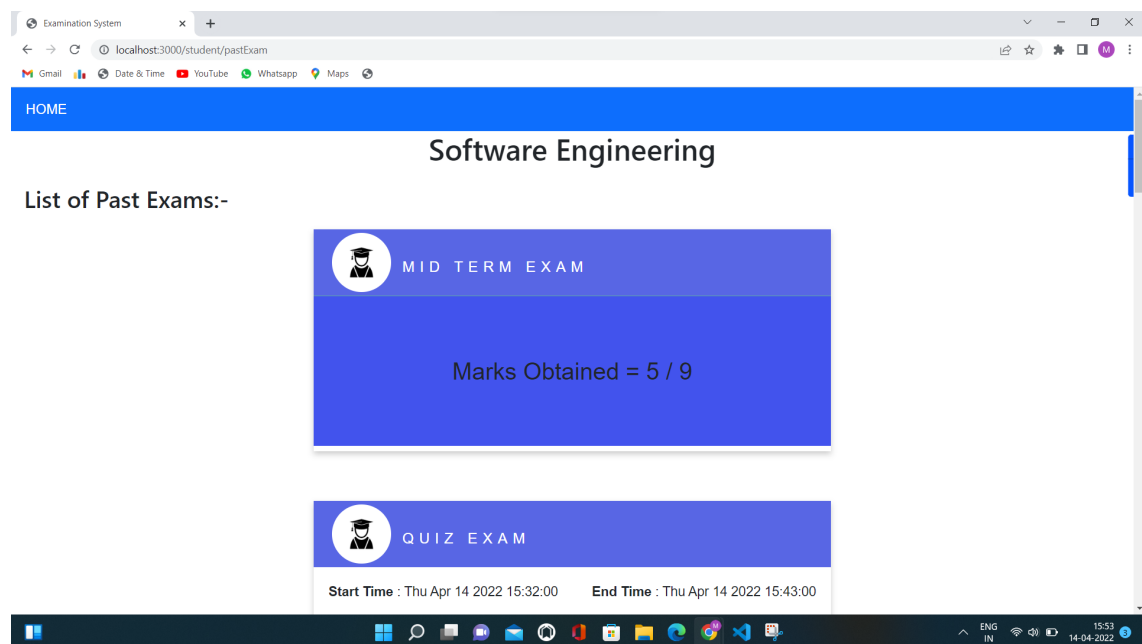 Examination System
localhost:3000/student/pastExam
M
Gmail Date & Time YouTube Whatsapp Maps
HOME
Software Engineering
List of Past Exams:-
MID TERM EXAM
Marks Obtained = 5 / 9
QUIZ EXAM
Start Time : Thu Apr 14 2022 15:32:00 End Time : Thu Apr 14 2022 15:43:00
ENG 15:53
IN 14-04-2022 3